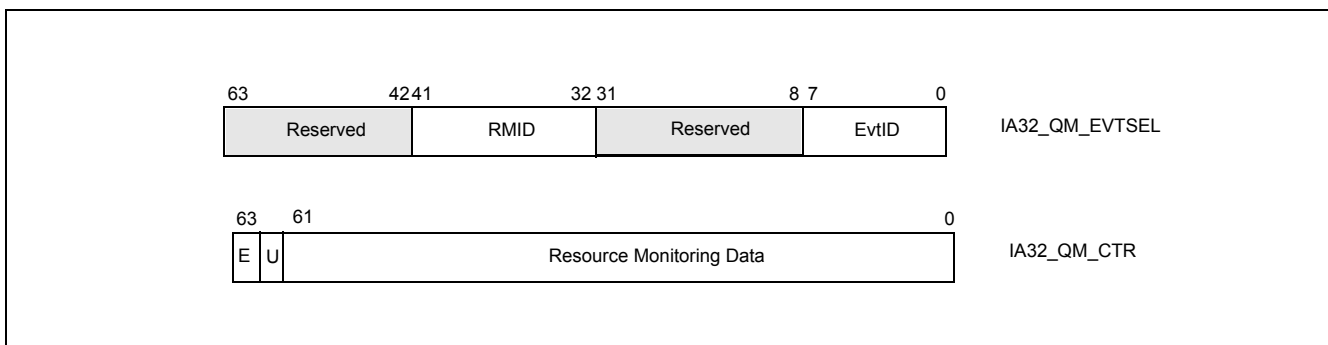 63 4241 32 31 8 7 0
Reserved RMID Reserved EvtID IA32_QM_EVTSEL
63 61 0
E U Resource Monitoring Data IA32_QM_CTR